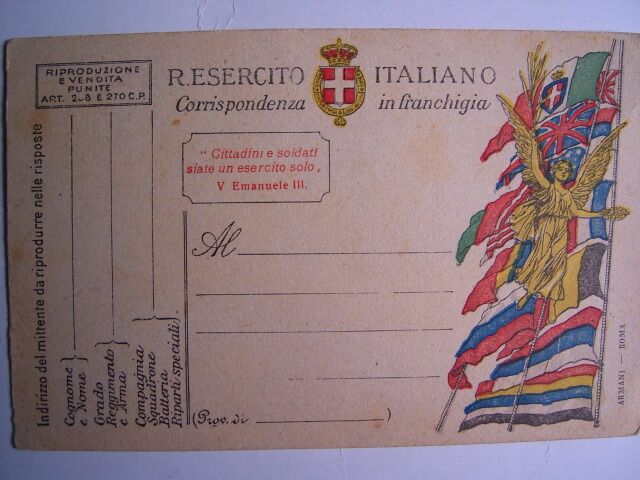 RIPRODUZIONE
E VENDITA
PUNITE
ART. 2.8 E 270 C.P.
R. ESERCITO ITALIANO
Corrispondenza in franchigia
"Cittadini e soldati
siate un esercito solo"
V Emanuele III.
Al
(Prov. di )
Indirizzo del mittente da riprodurre nelle risposte
Cognome
e Nome
Grado
Reggimento
e Arma
Compagnia
Squadrone
Batteria
Riparti speciali
ARMANI - ROMA